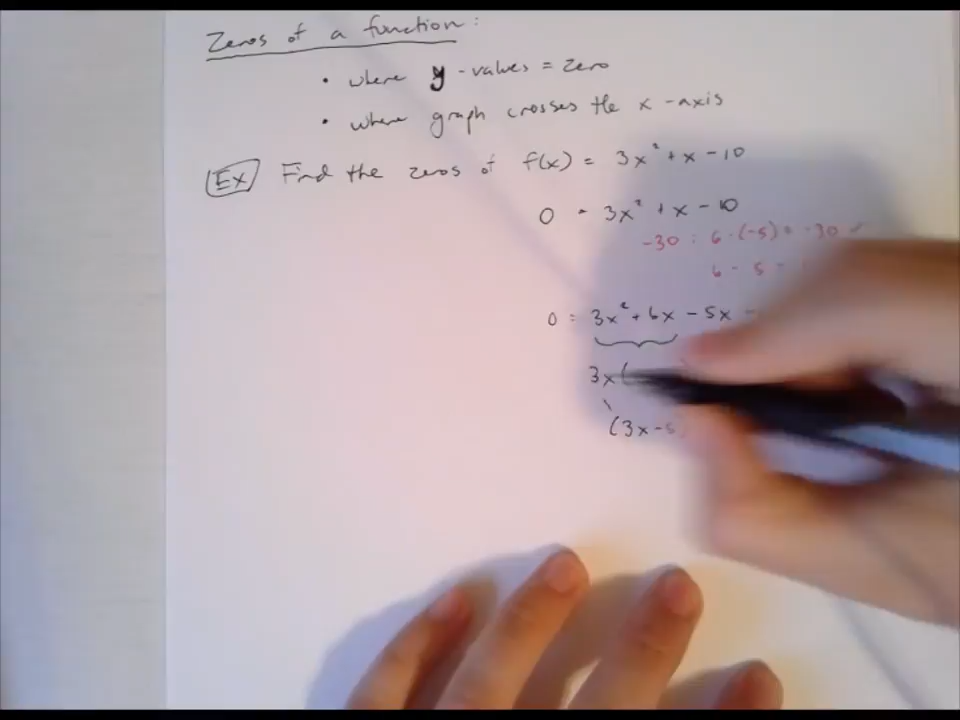 Zeros of a function:
• where y-values = zero
• where graph crosses the x-axis
Ex Find the zeros of f(x) = 3x² + x - 10
0 = 3x² + x - 10
-30 : 6·(-5) = -30 ✓
6 - 5 =
0 = 3x² + 6x - 5x -
3x(
(3x-5)